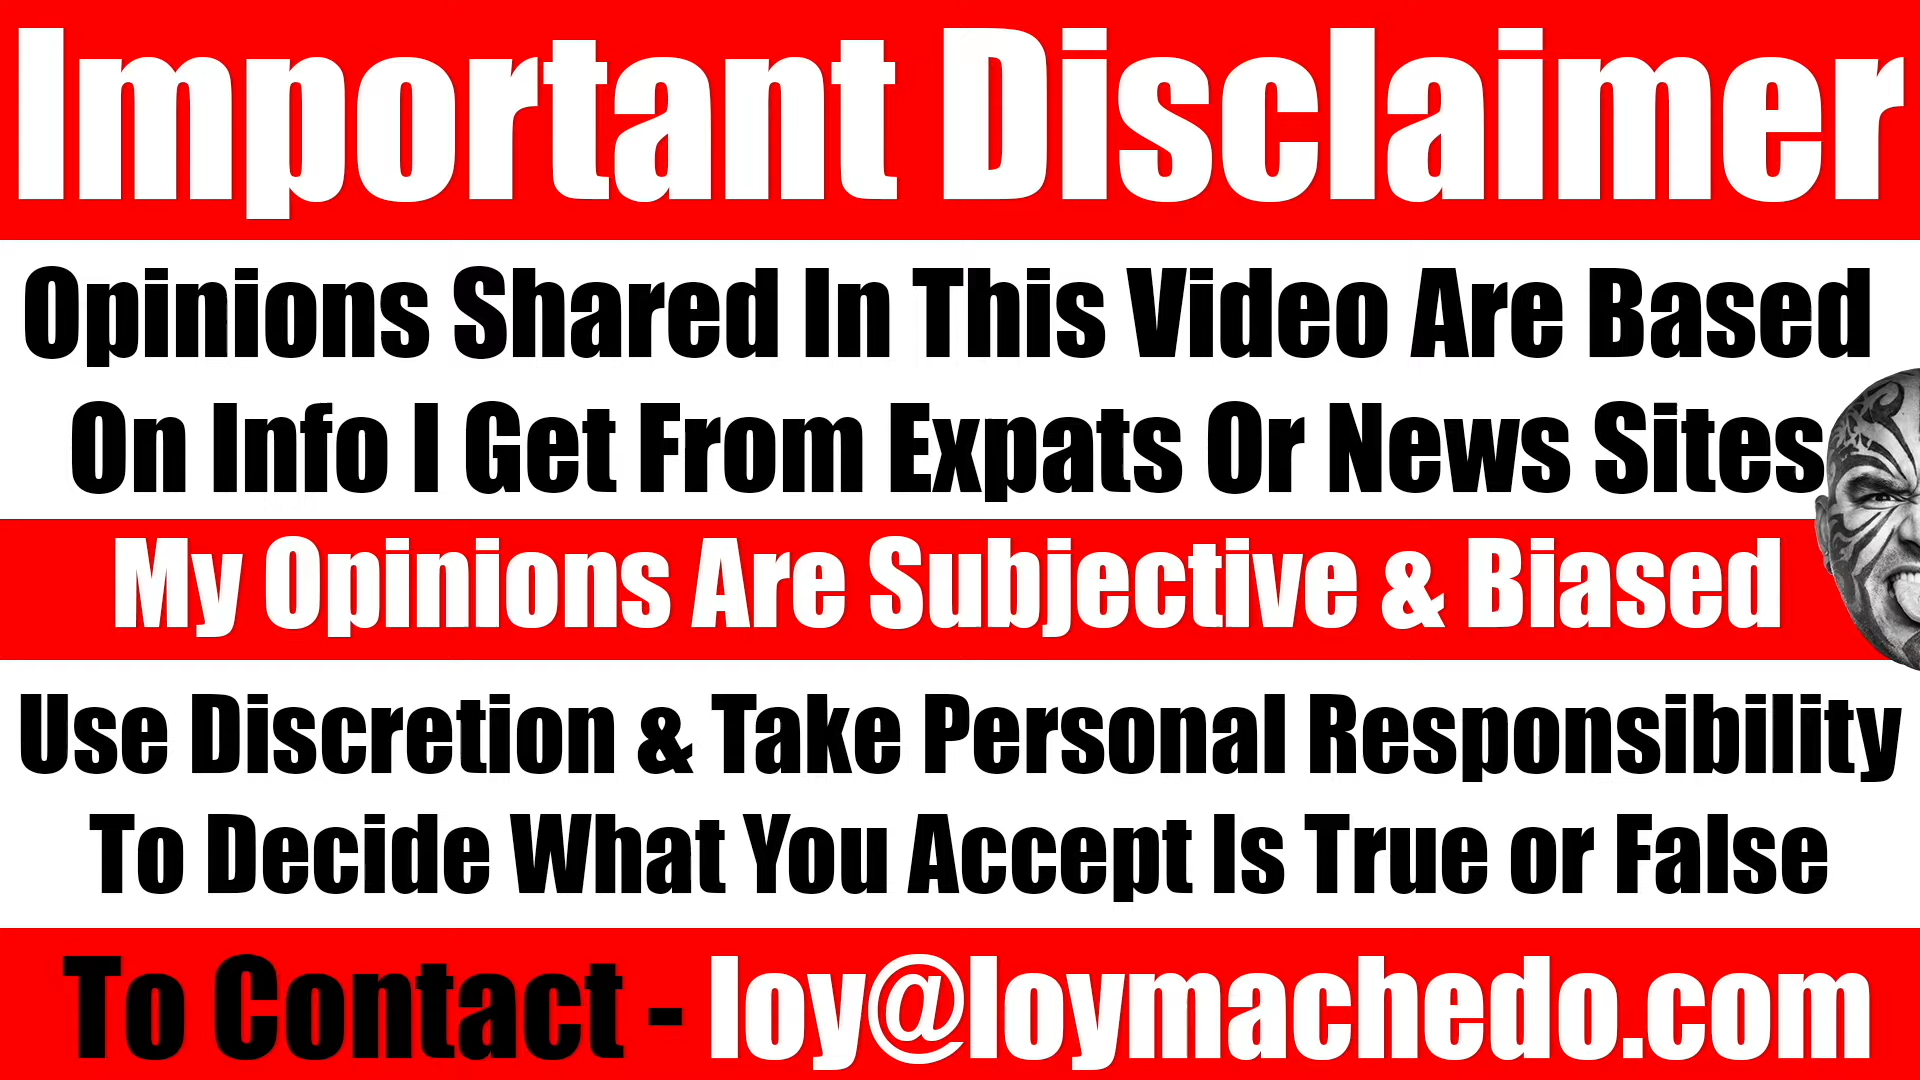 Important Disclaimer
Opinions Shared In This Video Are Based
On Info I Get From Expats Or News Sites
My Opinions Are Subjective & Biased
Use Discretion & Take Personal Responsibility
To Decide What You Accept Is True or False
To Contact - loy@loymachedo.com